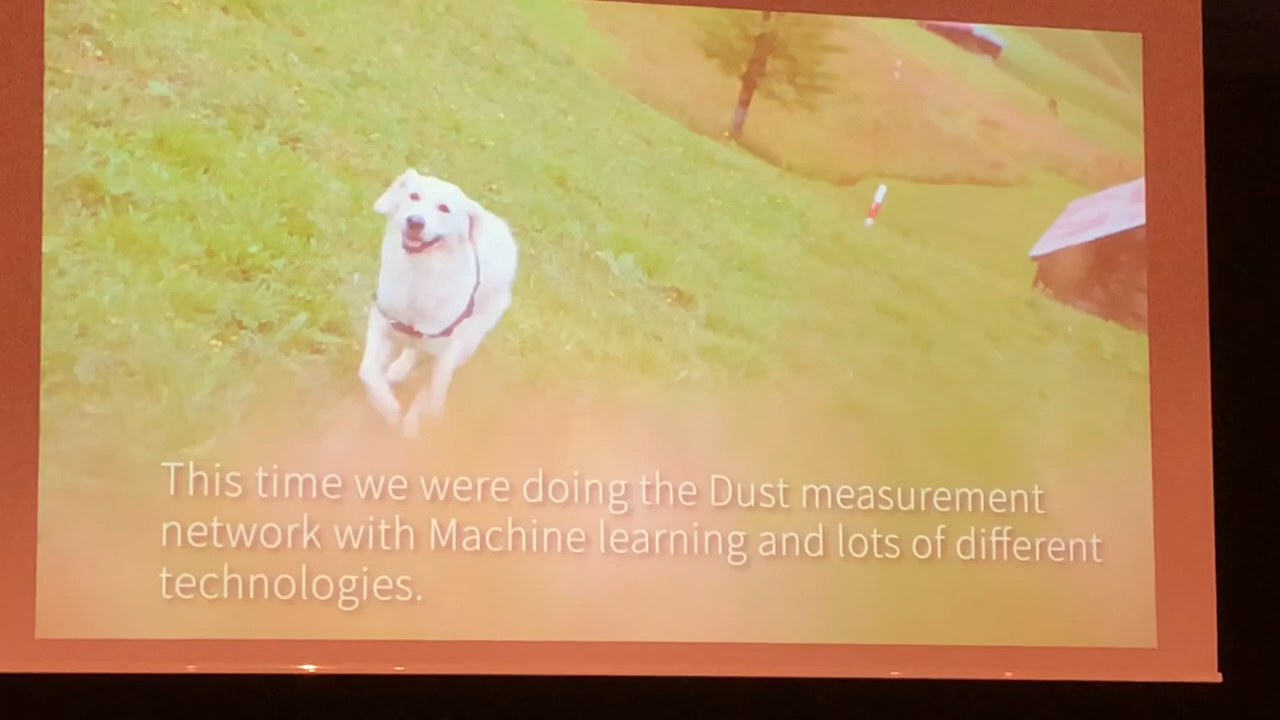 This time we were doing the Dust measurement
network with Machine learning and lots of different
technologies.